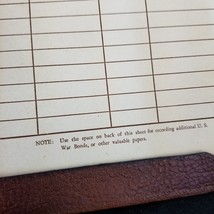 NOTE: Use the space on back of this sheet for recording additional U. S.
War Bonds, or other valuable papers.